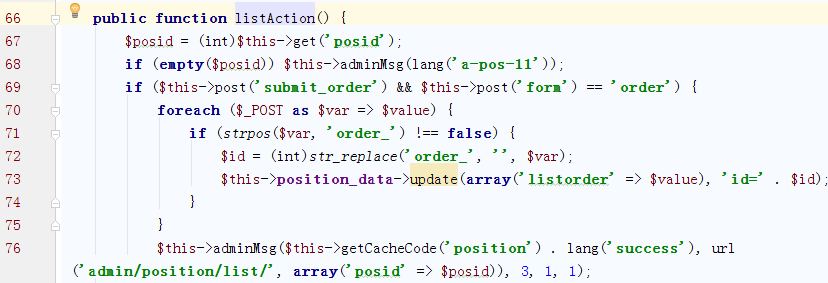 66 public function listAction() {
67 $posid = (int)$this->get('posid');
68 if (empty($posid)) $this->adminMsg(lang('a-pos-11'));
69 if ($this->post('submit_order') && $this->post('form') == 'order') {
70 foreach ($_POST as $var => $value) {
71 if (strpos($var, 'order_') !== false) {
72 $id = (int)str_replace('order_', '', $var);
73 $this->position_data->update(array('listorder' => $value), 'id=' . $id);
74 }
75 }
76 $this->adminMsg($this->getCacheCode('position') . lang('success'), url
('admin/position/list/', array('posid' => $posid)), 3, 1, 1);